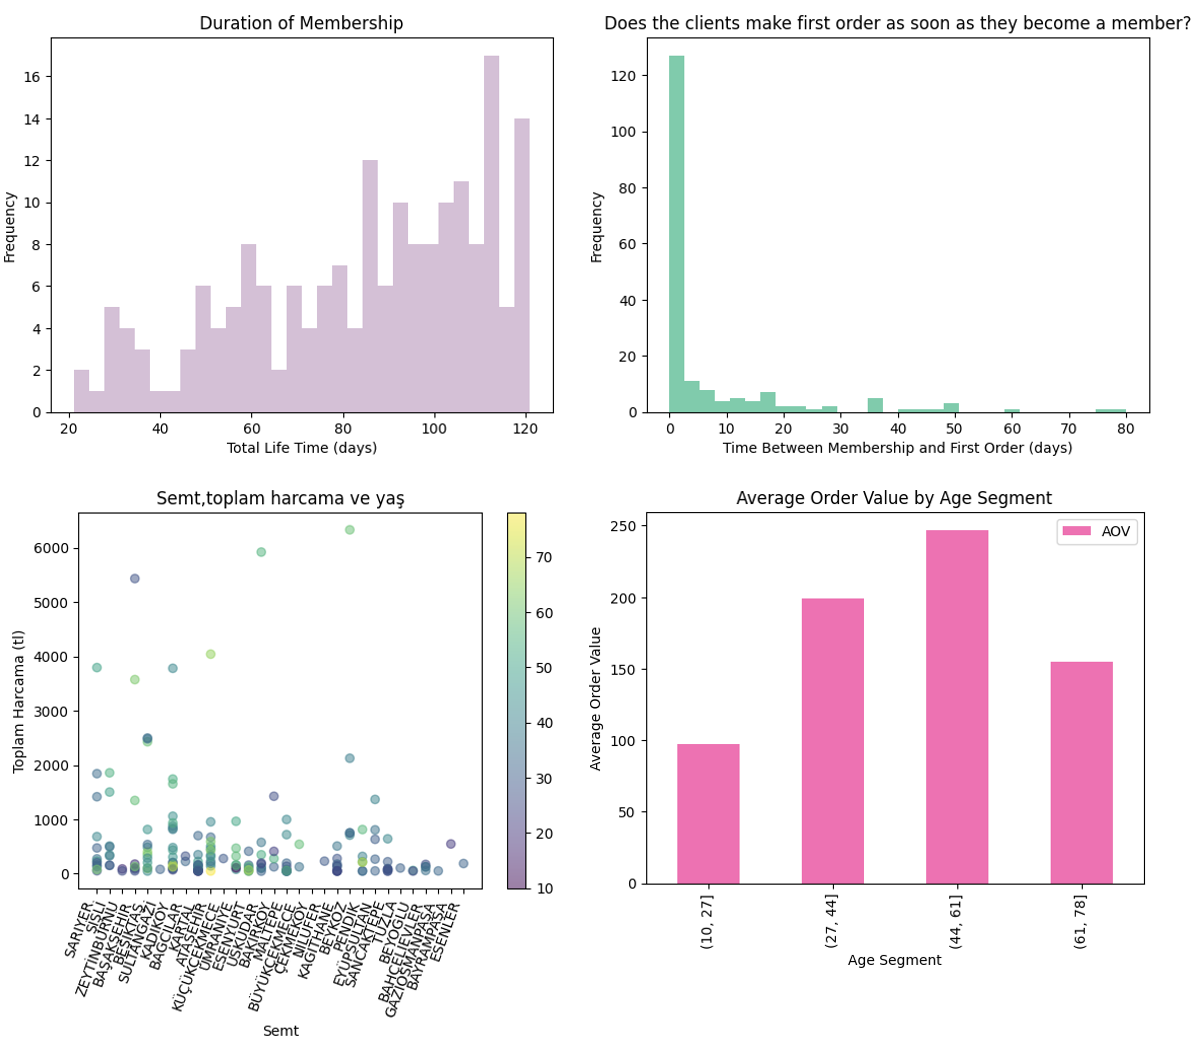 Duration of Membership
16
14
12
10
8
6
4
2
0
Frequency
20 40 60 80 100 120
Total Life Time (days)
Does the clients make first order as soon as they become a member?
120
100
80
60
40
20
0
Frequency
0 10 20 30 40 50 60 70 80
Time Between Membership and First Order (days)
Semt,toplam harcama ve yaş
6000
5000
4000
3000
2000
1000
0
Toplam Harcama (tl)
SARIYER
ŞİŞLİ
ZEYTİNBURNU
BAŞAKŞEHİR
BEŞİKTAŞ
SULTANGAZİ
KADIKÖY
BAĞCILAR
KARTAL
ATAŞEHİR
KÜÇÜKÇEKMECE
ÜMRANİYE
ESENYURT
ÜSKÜDAR
BAKIRKÖY
MALTEPE
BÜYÜKÇEKMECE
ÇEKMEKÖY
NİLÜFER
KAĞITHANE
BEYKOZ
PENDİK
EYÜPSULTAN
SANCAKTEPE
TUZLA
BEYOĞLU
BAHÇELİEVLER
GAZİOSMANPAŞA
BAYRAMPAŞA
ESENLER
Semt
70
60
50
40
30
20
10
Average Order Value by Age Segment
AOV
250
200
150
100
50
0
Average Order Value
(10, 27]
(27, 44]
(44, 61]
(61, 78]
Age Segment